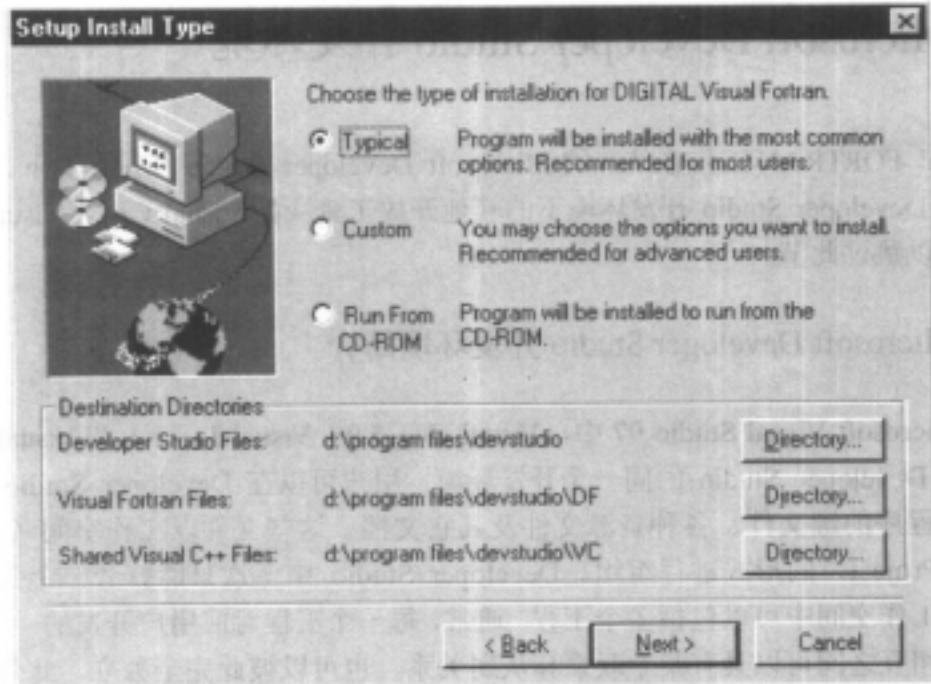 Setup Install Type
Choose the type of installation for DIGITAL Visual Fortran.
Typical
Program will be installed with the most common
options. Recommended for most users.
Custom
You may choose the options you want to install.
Recommended for advanced users.
Run From
CD-ROM
Program will be installed to run from the
CD-ROM.
Destination Directories
Developer Studio Files: d:\program files\devstudio Directory...
Visual Fortran Files: d:\program files\devstudio\DF Directory...
Shared Visual C++ Files: d:\program files\devstudio\VC Directory...
< Back Next > Cancel